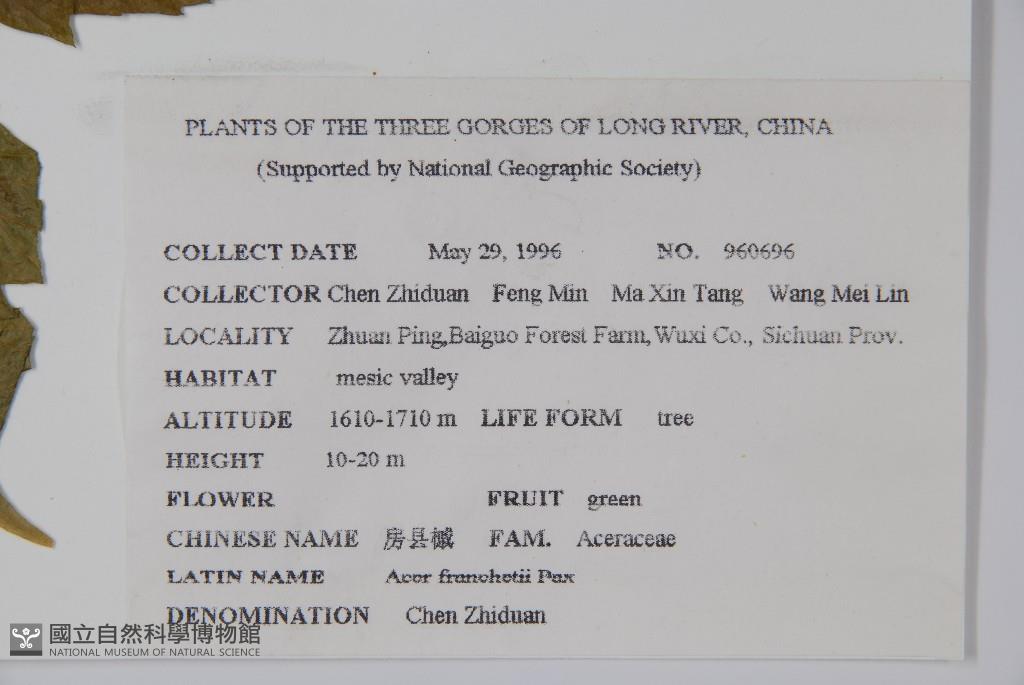 PLANTS OF THE THREE GORGES OF LONG RIVER, CHINA
(Supported by National Geographic Society)
COLLECT DATE May 29, 1996 NO. 960696
COLLECTOR Chen Zhiduan Feng Min Ma Xin Tang Wang Mei Lin
LOCALITY Zhuan Ping,Baiguo Forest Farm,Wuxi Co., Sichuan Prov.
HABITAT mesic valley
ALTITUDE 1610-1710 m LIFE FORM tree
HEIGHT 10-20 m
FLOWER FRUIT green
CHINESE NAME 房县槭 FAM. Aceraceae
LATIN NAME Acer franchetii Pax
DENOMINATION Chen Zhiduan
國立自然科學博物館
NATIONAL MUSEUM OF NATURAL SCIENCE